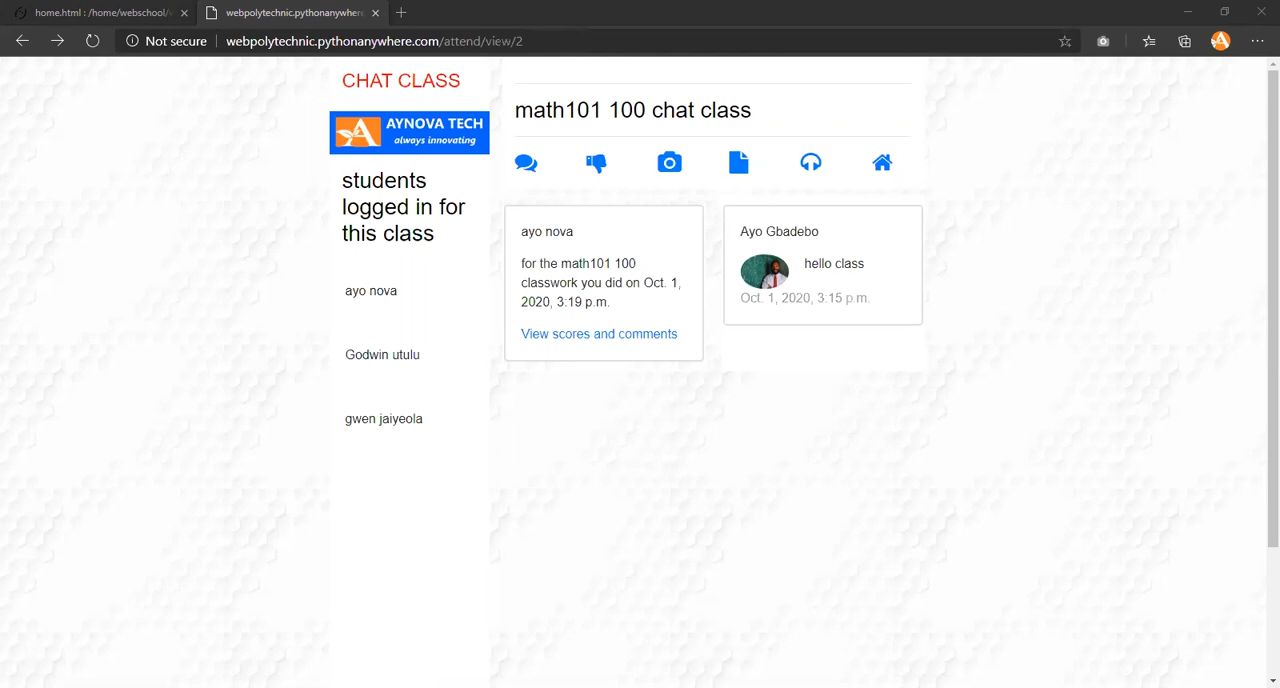 home.html : /home/webschool/
webpolytechnic.pythonanywhere
Not secure
webpolytechnic.pythonanywhere.com/attend/view/2
CHAT CLASS
AYNOVA TECH
always innovating
students
logged in for
this class
ayo nova
Godwin utulu
gwen jaiyeola
math101 100 chat class
ayo nova
for the math101 100
classwork you did on Oct. 1,
2020, 3:19 p.m.
View scores and comments
Ayo Gbadebo
hello class
Oct. 1, 2020, 3:15 p.m.